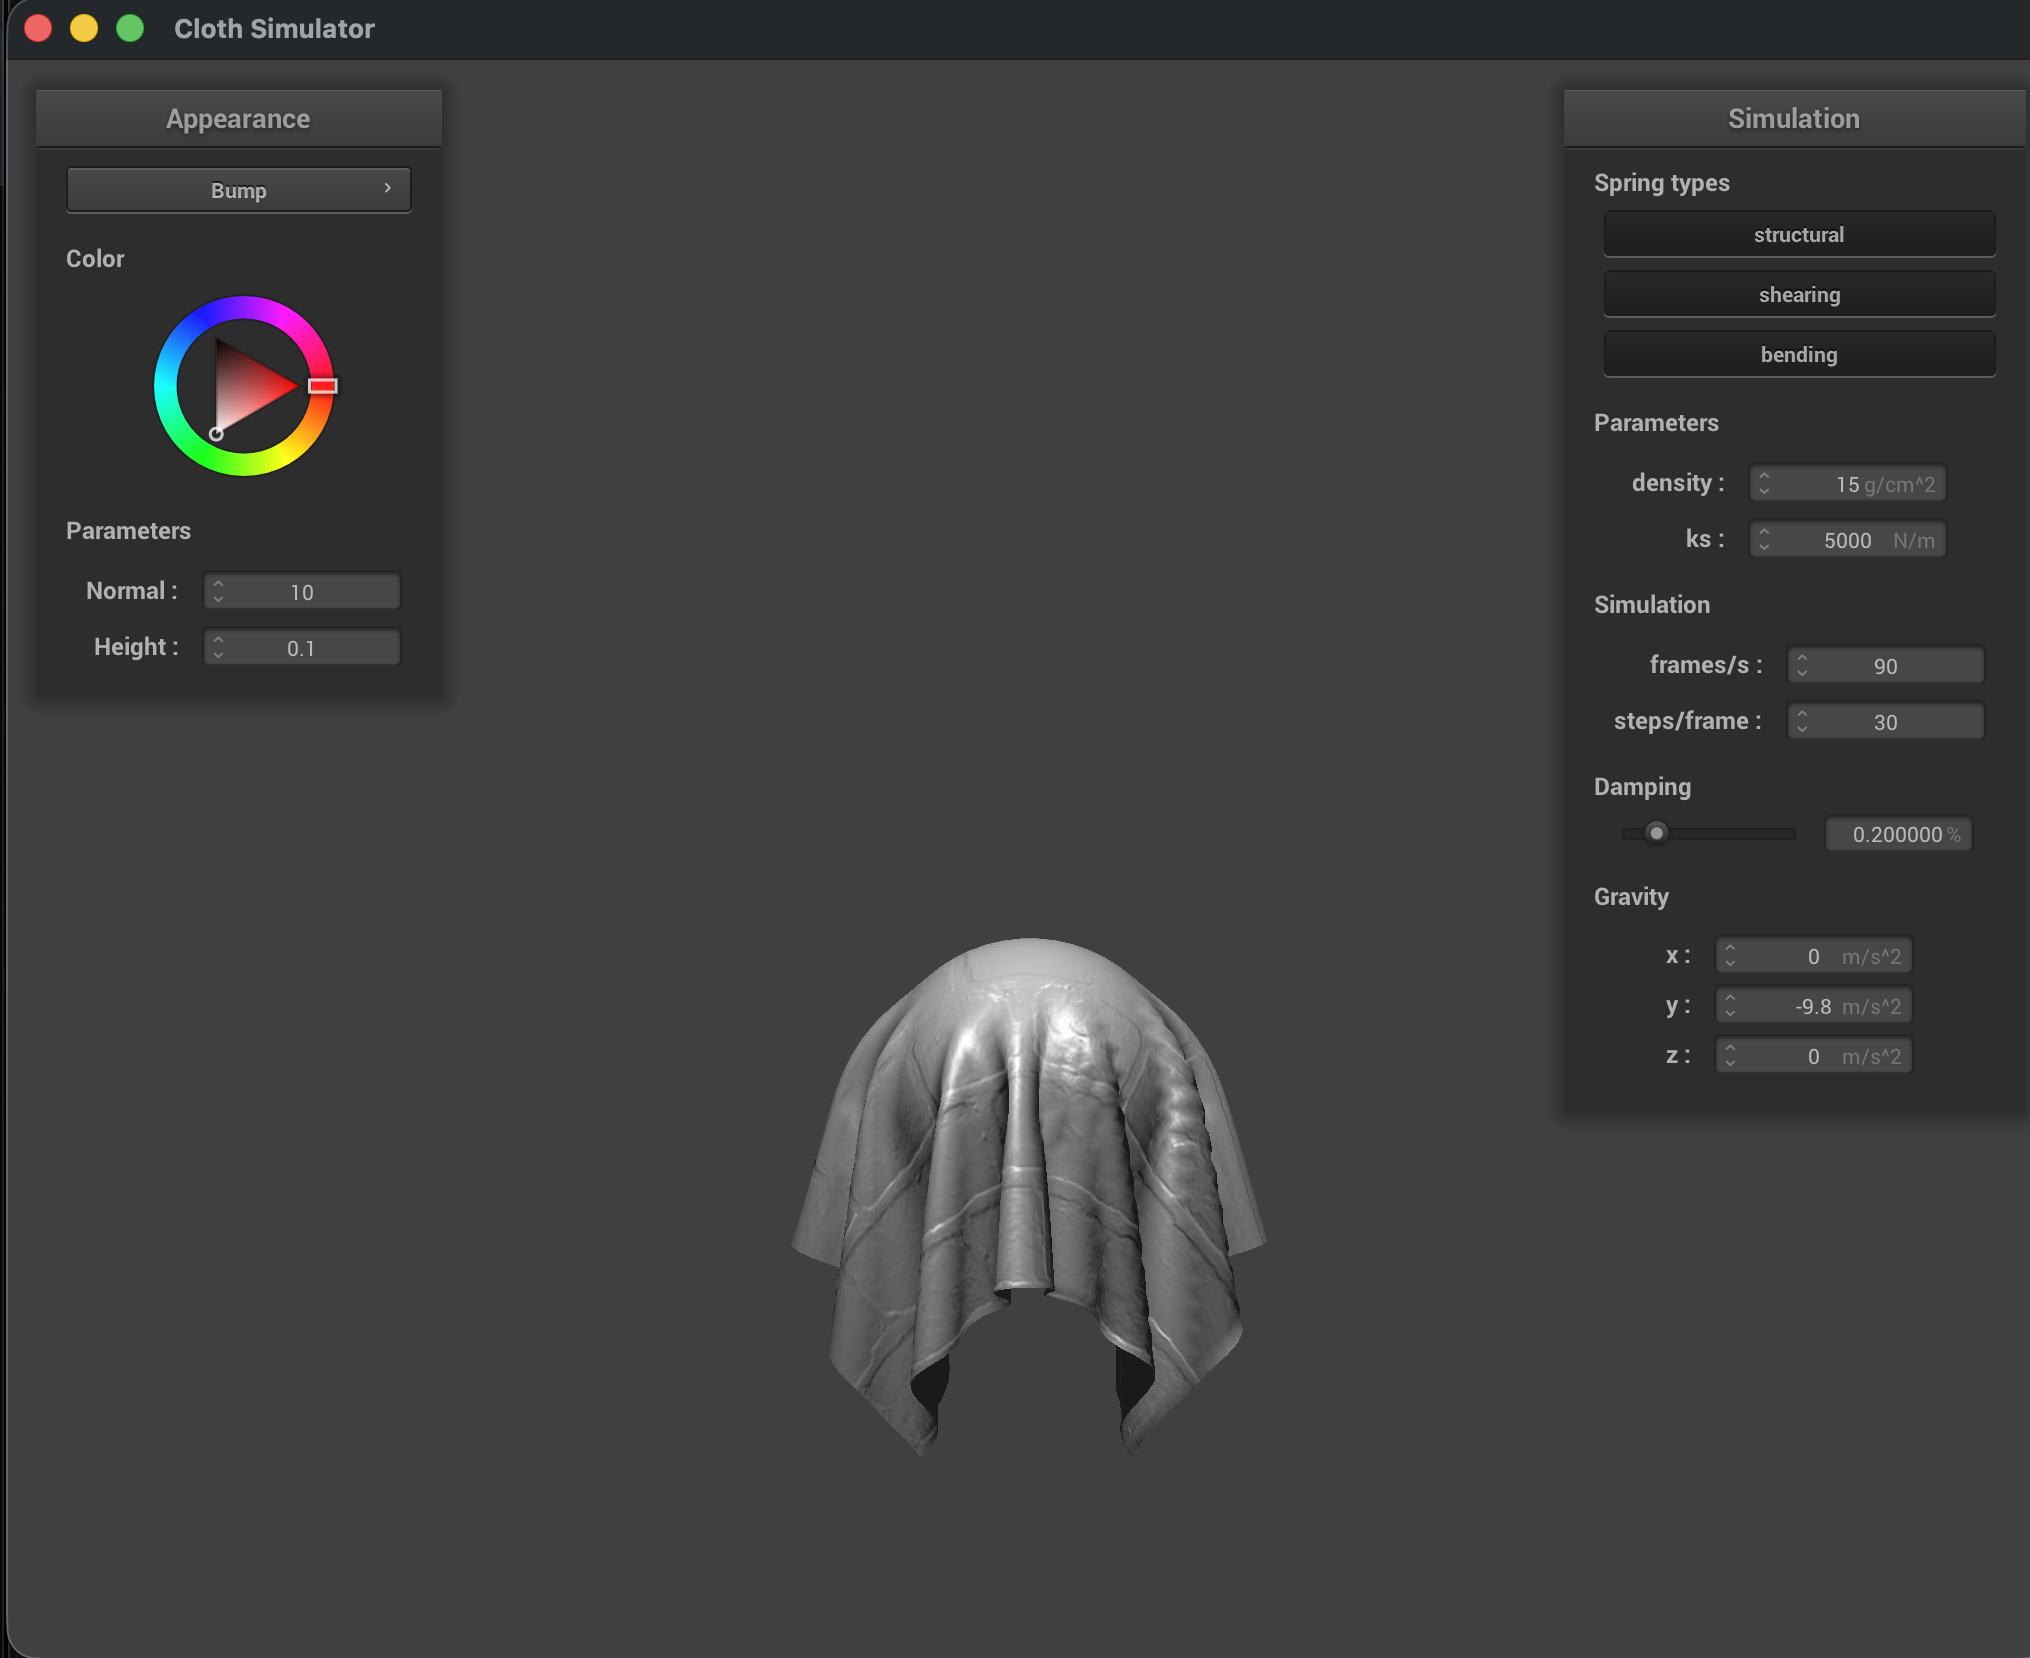 Cloth Simulator
Appearance
Bump
Color
Parameters
Normal : 10
Height : 0.1
Simulation
Spring types
structural
shearing
bending
Parameters
density : 15 g/cm^2
ks : 5000 N/m
Simulation
frames/s : 90
steps/frame : 30
Damping
0.200000 %
Gravity
x : 0 m/s^2
y : -9.8 m/s^2
z : 0 m/s^2